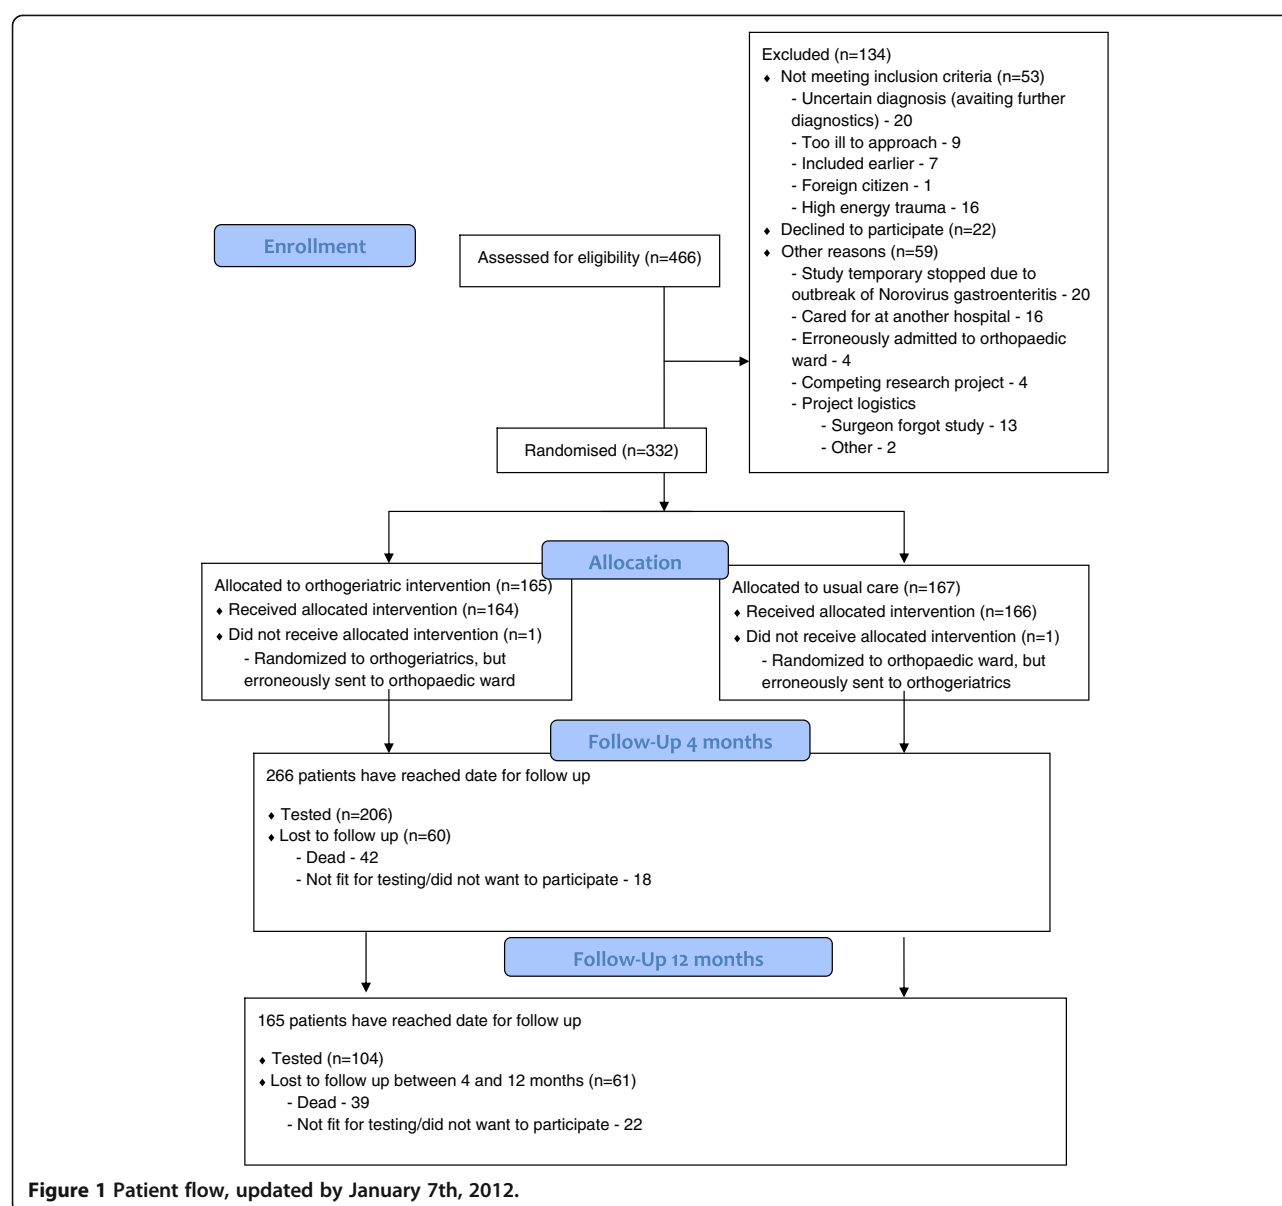 Excluded (n=134)
♦ Not meeting inclusion criteria (n=53)
- Uncertain diagnosis (avaiting further
diagnostics) - 20
- Too ill to approach - 9
- Included earlier - 7
- Foreign citizen - 1
- High energy trauma - 16
♦ Declined to participate (n=22)
♦ Other reasons (n=59)
- Study temporary stopped due to
outbreak of Norovirus gastroenteritis - 20
- Cared for at another hospital - 16
- Erroneously admitted to orthopaedic
ward - 4
- Competing research project - 4
- Project logistics
- Surgeon forgot study - 13
- Other - 2
Enrollment
Assessed for eligibility (n=466)
Randomised (n=332)
Allocation
Allocated to orthogeriatric intervention (n=165)
♦ Received allocated intervention (n=164)
♦ Did not receive allocated intervention (n=1)
- Randomized to orthogeriatrics, but
erroneously sent to orthopaedic ward
Allocated to usual care (n=167)
♦ Received allocated intervention (n=166)
♦ Did not receive allocated intervention (n=1)
- Randomized to orthopaedic ward, but
erroneously sent to orthogeriatrics
Follow-Up 4 months
266 patients have reached date for follow up
♦ Tested (n=206)
♦ Lost to follow up (n=60)
- Dead - 42
- Not fit for testing/did not want to participate - 18
Follow-Up 12 months
165 patients have reached date for follow up
♦ Tested (n=104)
♦ Lost to follow up between 4 and 12 months (n=61)
- Dead - 39
- Not fit for testing/did not want to participate - 22
Figure 1 Patient flow, updated by January 7th, 2012.